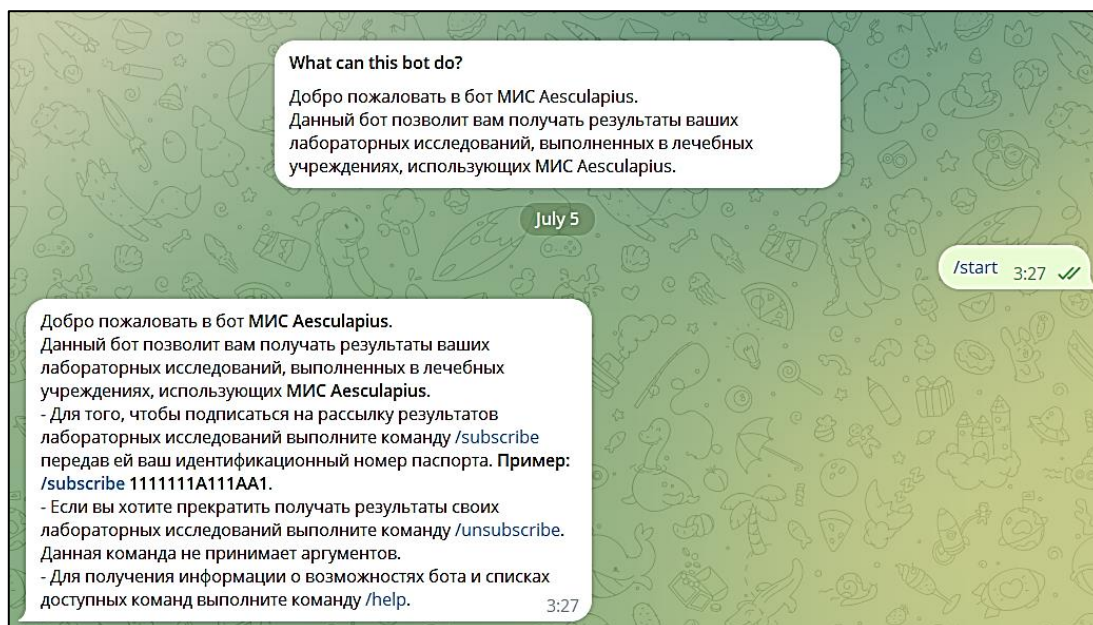 What can this bot do?
Добро пожаловать в бот МИС Aesculapius.
Данный бот позволит вам получать результаты ваших
лабораторных исследований, выполненных в лечебных
учреждениях, использующих МИС Aesculapius.
July 5
/start 3:27
Добро пожаловать в бот МИС Aesculapius.
Данный бот позволит вам получать результаты ваших
лабораторных исследований, выполненных в лечебных
учреждениях, использующих МИС Aesculapius.
- Для того, чтобы подписаться на рассылку результатов
лабораторных исследований выполните команду /subscribe
передав ей ваш идентификационный номер паспорта. Пример:
/subscribe 1111111A111AA1.
- Если вы хотите прекратить получать результаты своих
лабораторных исследований выполните команду /unsubscribe.
Данная команда не принимает аргументов.
- Для получения информации о возможностях бота и списках
доступных команд выполните команду /help.
3:27